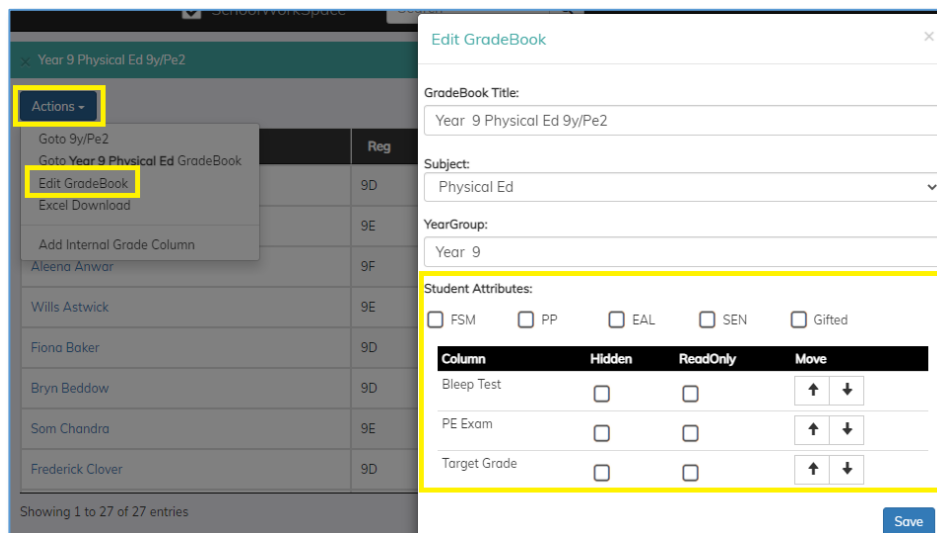 SchoolWorkSpace
Search
× Year 9 Physical Ed 9y/Pe2
Actions
Goto 9y/Pe2
Goto Year 9 Physical Ed GradeBook
Edit GradeBook
Excel Download
Add Internal Grade Column
Reg
9D
9E
Aleena Anwar 9F
Wills Astwick 9E
Fiona Baker 9D
Bryn Beddow 9D
Som Chandra 9E
Frederick Clover 9D
Showing 1 to 27 of 27 entries
Edit GradeBook ×
GradeBook Title:
Year 9 Physical Ed 9y/Pe2
Subject:
Physical Ed
YearGroup:
Year 9
Student Attributes:
FSM PP EAL SEN Gifted
Column Hidden ReadOnly Move
Bleep Test
PE Exam
Target Grade
Save